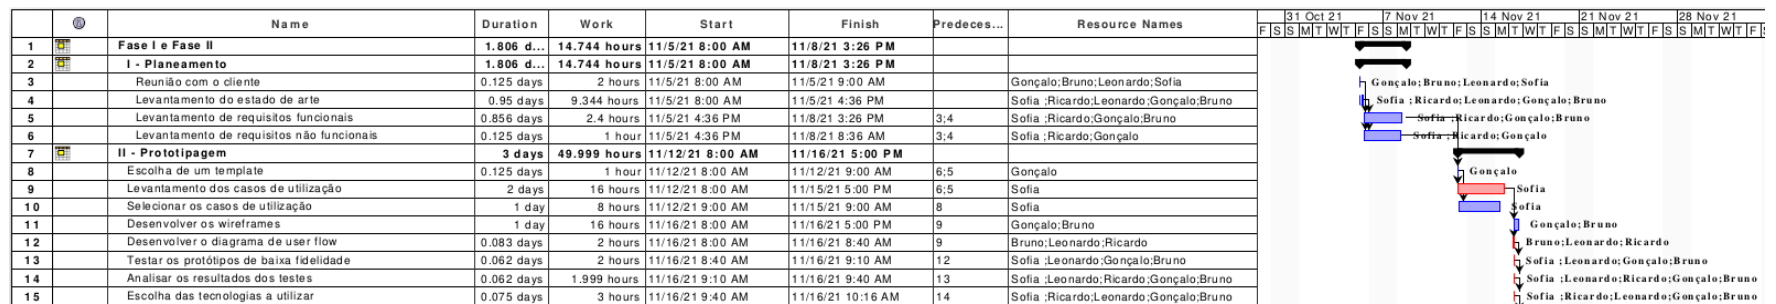 Name Duration Work Start Finish Predeces... Resource Names 31 Oct 21 7 Nov 21 14 Nov 21 21 Nov 21 28 Nov 21
F S S M T W T F S S M T W T F S S M T W T F S S M T W T F S S M T W T F S
1 Fase I e Fase II 1.806 d... 14.744 hours 11/5/21 8:00 AM 11/8/21 3:26 PM
2 I - Planeamento 1.806 d... 14.744 hours 11/5/21 8:00 AM 11/8/21 3:26 PM
3 Reunião com o cliente 0.125 days 2 hours 11/5/21 8:00 AM 11/5/21 9:00 AM Gonçalo;Bruno;Leonardo;Sofia Gonçalo;Bruno;Leonardo;Sofia
4 Levantamento do estado de arte 0.95 days 9.344 hours 11/5/21 8:00 AM 11/5/21 4:36 PM Sofia ;Ricardo;Leonardo;Gonçalo;Bruno Sofia ;Ricardo;Leonardo;Gonçalo;Bruno
5 Levantamento de requisitos funcionais 0.856 days 2.4 hours 11/5/21 4:36 PM 11/8/21 3:26 PM 3;4 Sofia ;Ricardo;Gonçalo;Bruno Sofia ;Ricardo;Gonçalo;Bruno
6 Levantamento de requisitos não funcionais 0.125 days 1 hour 11/5/21 4:36 PM 11/8/21 8:36 AM 3;4 Sofia ;Ricardo;Gonçalo Sofia ;Ricardo;Gonçalo
7 II - Prototipagem 3 days 49.999 hours 11/12/21 8:00 AM 11/16/21 5:00 PM
8 Escolha de um template 0.125 days 1 hour 11/12/21 8:00 AM 11/12/21 9:00 AM 6;5 Gonçalo Gonçalo
9 Levantamento dos casos de utilização 2 days 16 hours 11/12/21 8:00 AM 11/15/21 5:00 PM 6;5 Sofia Sofia
10 Selecionar os casos de utilização 1 day 8 hours 11/12/21 9:00 AM 11/15/21 9:00 AM 8 Sofia Sofia
11 Desenvolver os wireframes 1 day 16 hours 11/16/21 8:00 AM 11/16/21 5:00 PM 9 Gonçalo;Bruno Gonçalo;Bruno
12 Desenvolver o diagrama de user flow 0.083 days 2 hours 11/16/21 8:00 AM 11/16/21 8:40 AM 9 Bruno;Leonardo;Ricardo Bruno;Leonardo;Ricardo
13 Testar os protótipos de baixa fidelidade 0.062 days 2 hours 11/16/21 8:40 AM 11/16/21 9:10 AM 12 Sofia ;Leonardo;Gonçalo;Bruno Sofia ;Leonardo;Gonçalo;Bruno
14 Analisar os resultados dos testes 0.062 days 1.999 hours 11/16/21 9:10 AM 11/16/21 9:40 AM 13 Sofia ;Leonardo;Ricardo;Gonçalo;Bruno Sofia ;Leonardo;Ricardo;Gonçalo;Bruno
15 Escolha das tecnologias a utilizar 0.075 days 3 hours 11/16/21 9:40 AM 11/16/21 10:16 AM 14 Sofia ;Ricardo;Leonardo;Gonçalo;Bruno Sofia ;Ricardo;Leonardo;Gonçalo;Bruno